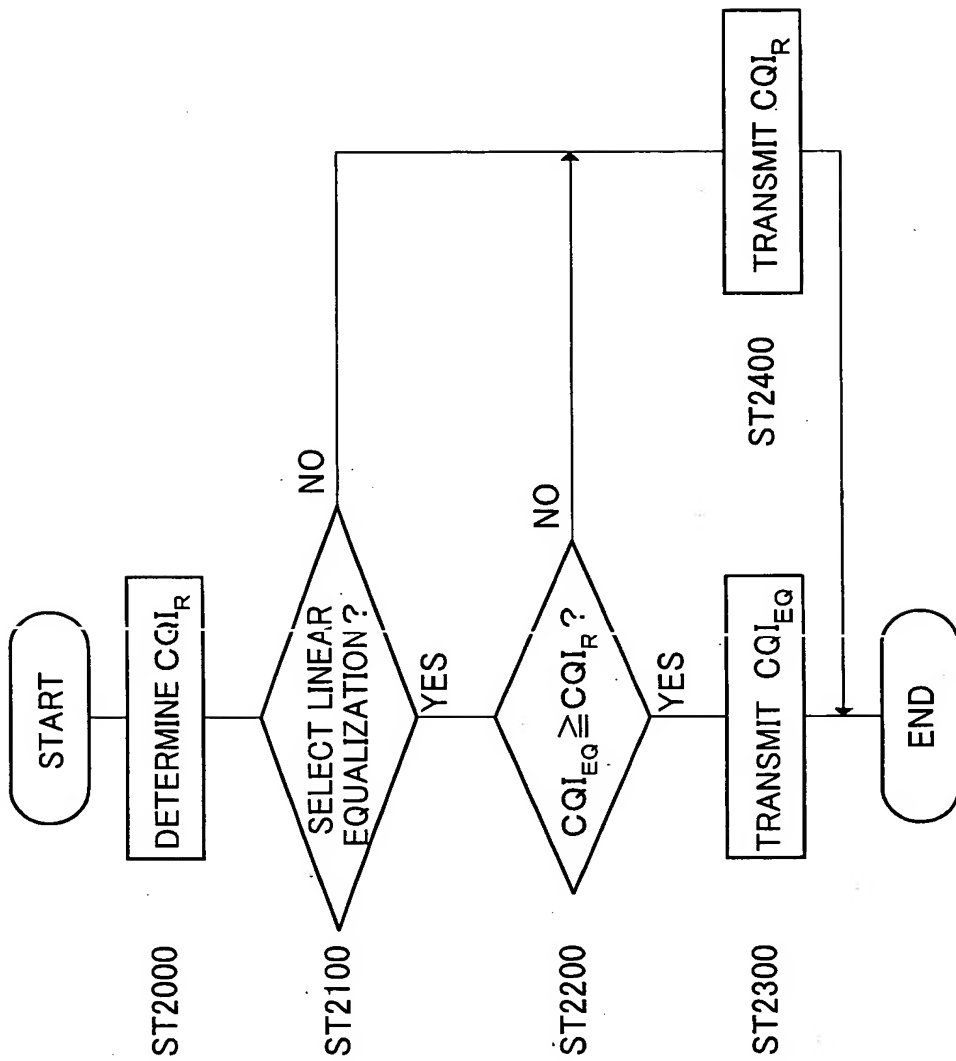 START
ST2000
DETERMINE CQI_R
ST2100
SELECT LINEAR
EQUALIZATION?
NO
YES
ST2200
CQI_EQ ≧ CQI_R ?
NO
YES
ST2300
TRANSMIT CQI_EQ
ST2400
TRANSMIT CQI_R
END